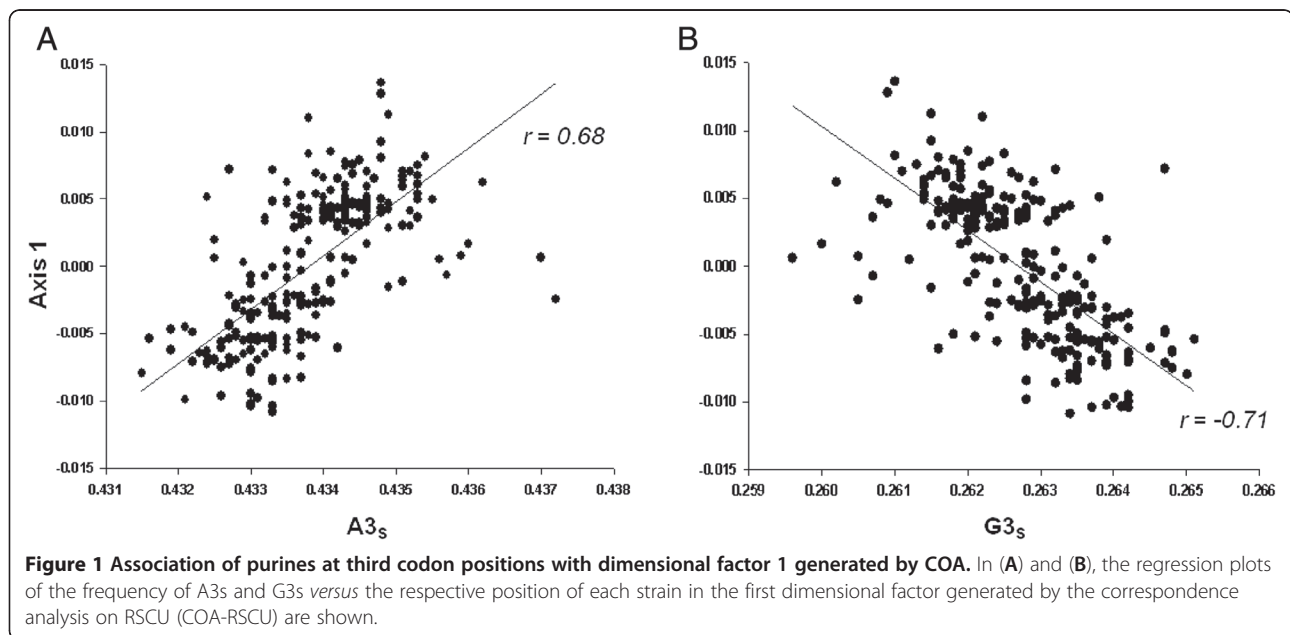 A
B
0.015
0.010
0.005
0.000
-0.005
-0.010
-0.015
Axis 1
r = 0.68
0.431 0.432 0.433 0.434 0.435 0.436 0.437 0.438
A3s
0.015
0.010
0.005
0.000
-0.005
-0.010
-0.015
r = -0.71
0.259 0.260 0.261 0.262 0.263 0.264 0.265 0.266
G3s
Figure 1 Association of purines at third codon positions with dimensional factor 1 generated by COA. In (A) and (B), the regression plots
of the frequency of A3s and G3s versus the respective position of each strain in the first dimensional factor generated by the correspondence
analysis on RSCU (COA-RSCU) are shown.